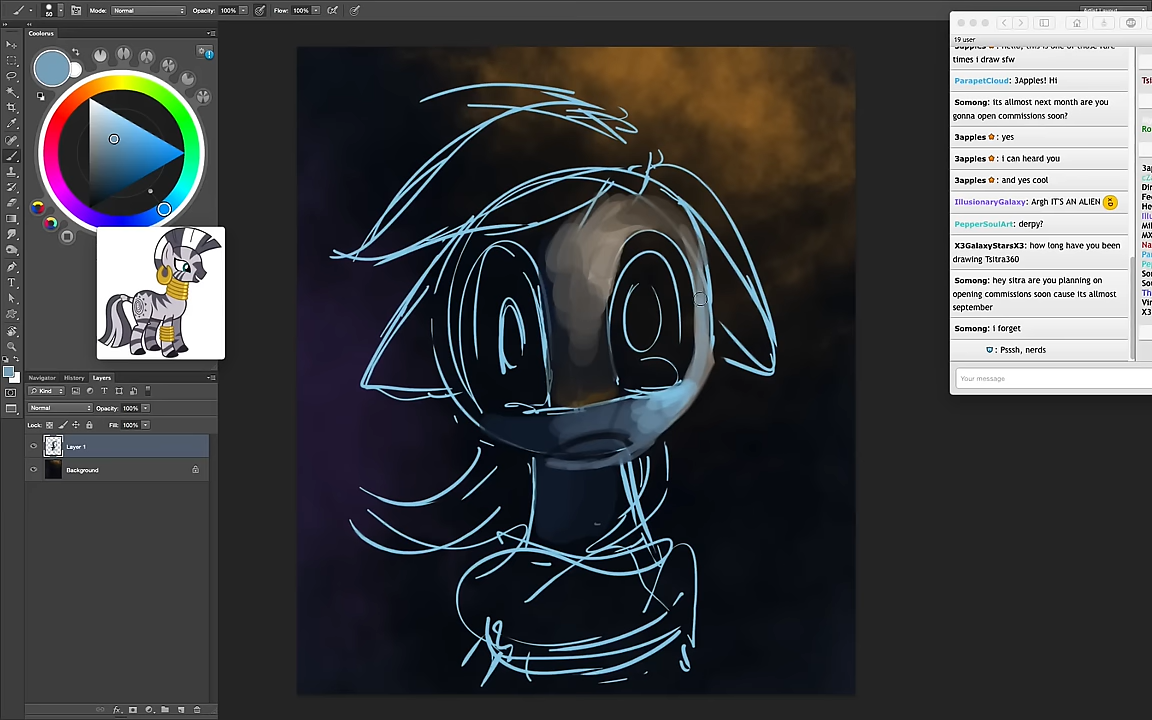 50
Mode: Normal
Opacity: 100%
Flow: 100%
Coolorus
Navigator History Layers
Kind
Normal
Opacity: 100%
Lock:
Fill: 100%
Layer 1
Background
fx
19 user
times i draw sfw
ParapetCloud: 3Apples! Hi
Somong: its allmost next month are you
gonna open commissions soon?
3apples : yes
3apples : i can heard you
3apples : and yes cool
IllusionaryGalaxy: Argh IT'S AN ALIEN
PepperSoulArt: derpy?
X3GalaxyStarsX3: how long have you been
drawing Tsitra360
Somong: hey sitra are you planning on
opening commissions soon cause its allmost
september
Somong: i forget
: Psssh, nerds
Your message